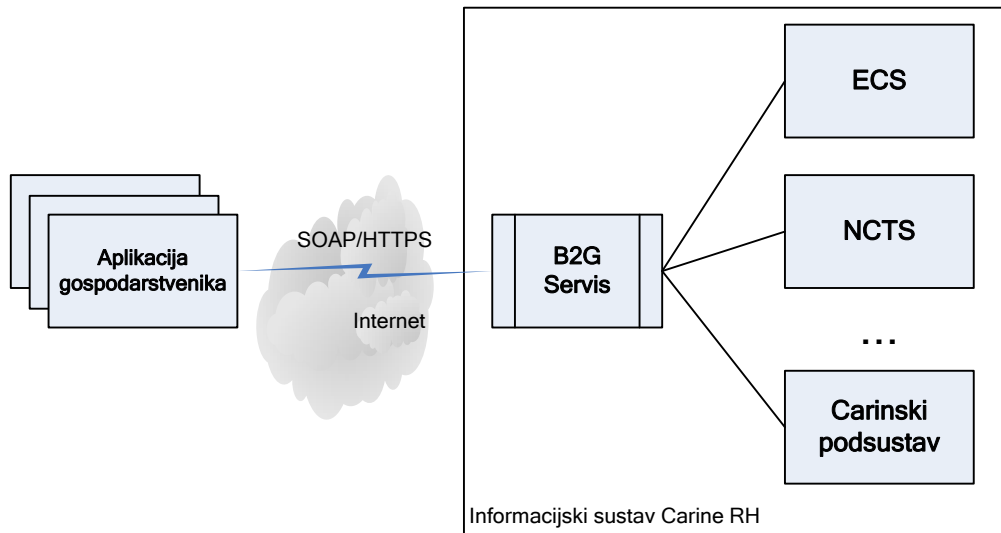 Aplikacija
gospodarstvenika
SOAP/HTTPS
Internet
B2G
Servis
ECS
NCTS
...
Carinski
podsustav
Informacijski sustav Carine RH